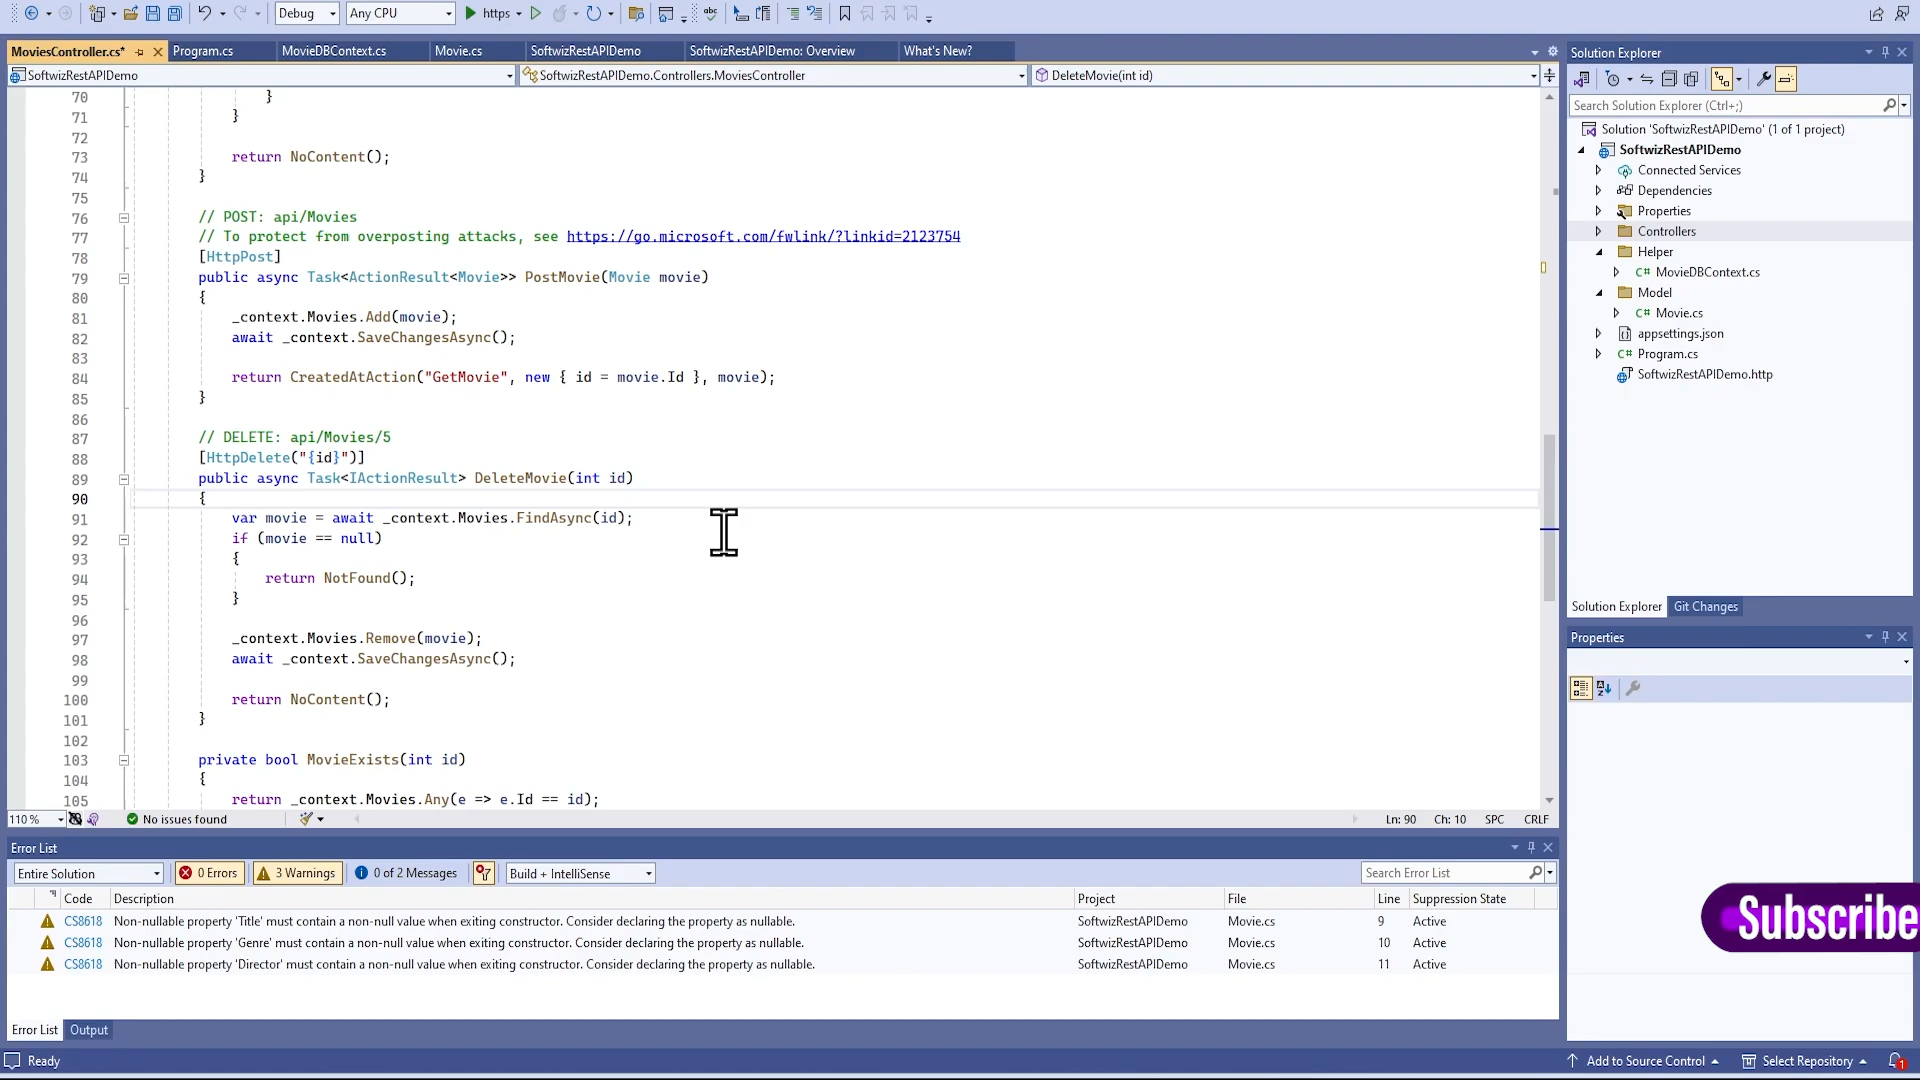 Debug
Any CPU
https
MoviesController.cs*
Program.cs
MovieDBContext.cs
Movie.cs
SoftwizRestAPIDemo
SoftwizRestAPIDemo: Overview
What's New?
SoftwizRestAPIDemo
SoftwizRestAPIDemo.Controllers.MoviesController
DeleteMovie(int id)
70 }
71 }
72
73 return NoContent();
74 }
75
76 // POST: api/Movies
77 // To protect from overposting attacks, see https://go.microsoft.com/fwlink/?linkid=2123754
78 [HttpPost]
79 public async Task<ActionResult<Movie>> PostMovie(Movie movie)
80 {
81 _context.Movies.Add(movie);
82 await _context.SaveChangesAsync();
83
84 return CreatedAtAction("GetMovie", new { id = movie.Id }, movie);
85 }
86
87 // DELETE: api/Movies/5
88 [HttpDelete("{id}")]
89 public async Task<IActionResult> DeleteMovie(int id)
90 {
91 var movie = await _context.Movies.FindAsync(id);
92 if (movie == null)
93 {
94 return NotFound();
95 }
96
97 _context.Movies.Remove(movie);
98 await _context.SaveChangesAsync();
99
100 return NoContent();
101 }
102
103 private bool MovieExists(int id)
104 {
105 return _context.Movies.Any(e => e.Id == id);
110 %
No issues found
Ln: 90 Ch: 10 SPC CRLF
Solution Explorer
Search Solution Explorer (Ctrl+;)
Solution 'SoftwizRestAPIDemo' (1 of 1 project)
SoftwizRestAPIDemo
Connected Services
Dependencies
Properties
Controllers
Helper
C# MovieDBContext.cs
Model
C# Movie.cs
appsettings.json
C# Program.cs
SoftwizRestAPIDemo.http
Solution Explorer Git Changes
Properties
Error List
Entire Solution
0 Errors
3 Warnings
0 of 2 Messages
Build + IntelliSense
Search Error List
Code Description Project File Line Suppression State
CS8618 Non-nullable property 'Title' must contain a non-null value when exiting constructor. Consider declaring the property as nullable. SoftwizRestAPIDemo Movie.cs 9 Active
CS8618 Non-nullable property 'Genre' must contain a non-null value when exiting constructor. Consider declaring the property as nullable. SoftwizRestAPIDemo Movie.cs 10 Active
CS8618 Non-nullable property 'Director' must contain a non-null value when exiting constructor. Consider declaring the property as nullable. SoftwizRestAPIDemo Movie.cs 11 Active
Subscribe
Error List Output
Ready
Add to Source Control
Select Repository
1